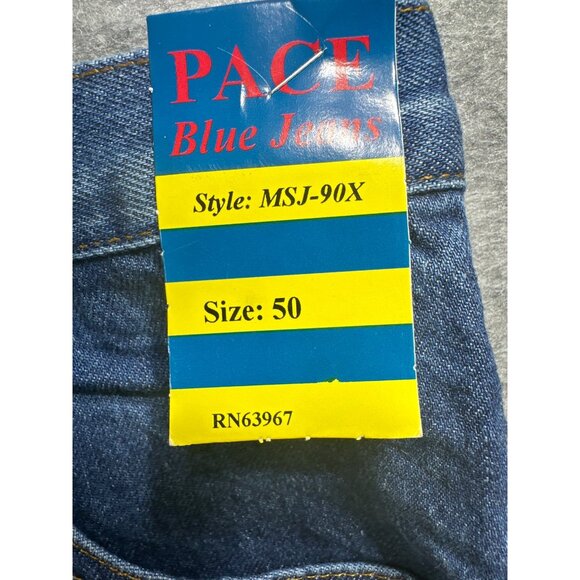 PACE
Blue Jeans
Style: MSJ-90X
Size: 50
RN63967